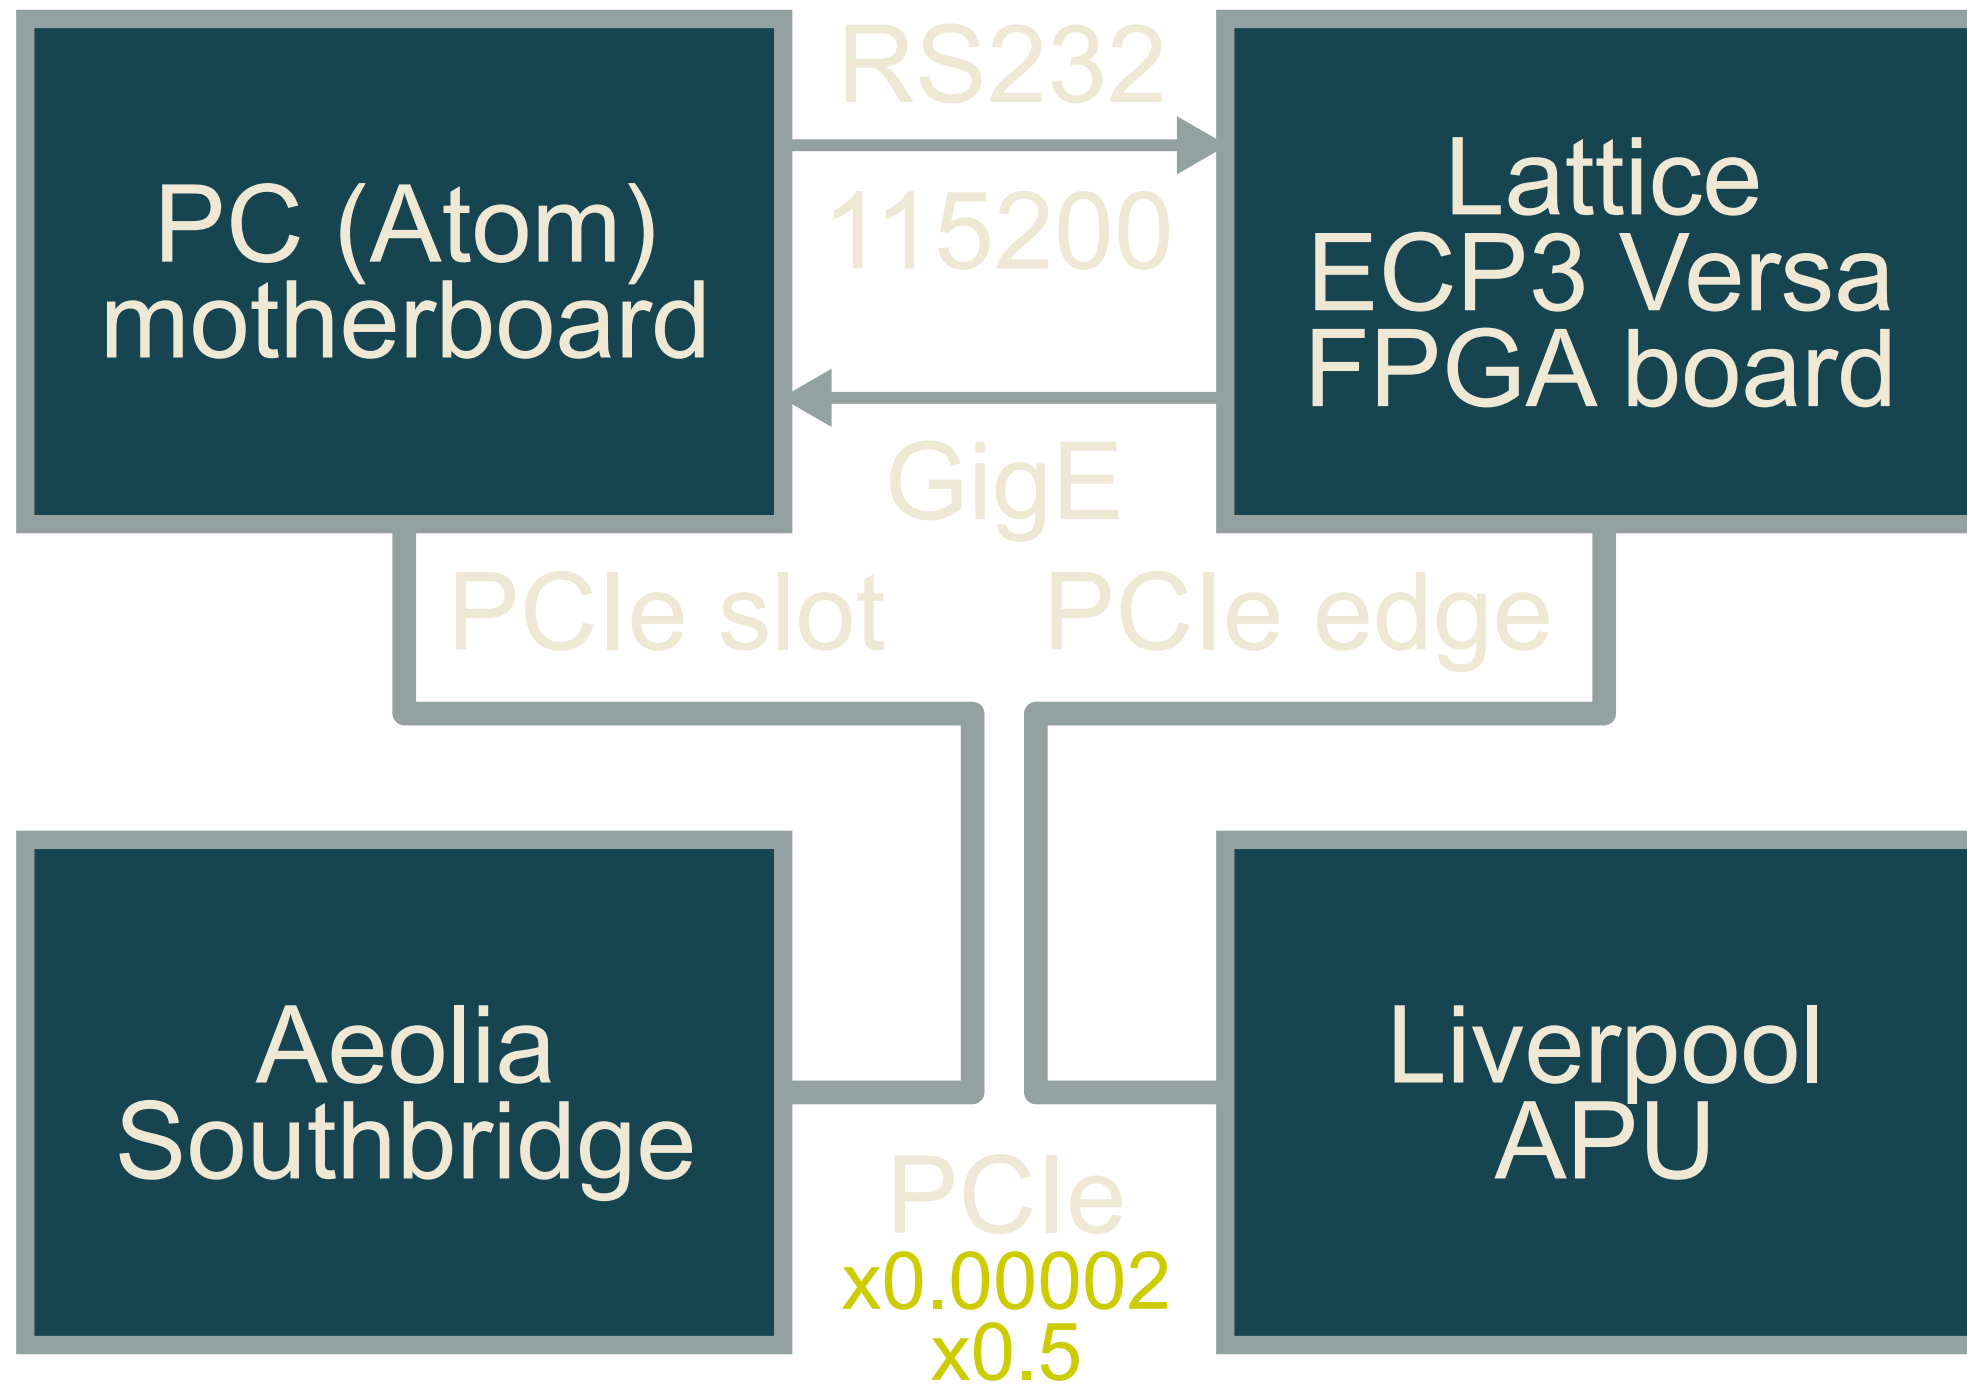 PC (Atom)
motherboard
RS232
115200
GigE
Lattice
ECP3 Versa
FPGA board
PCIe slot
PCIe edge
Aeolia
Southbridge
PCIe
x0.00002
x0.5
Liverpool
APU